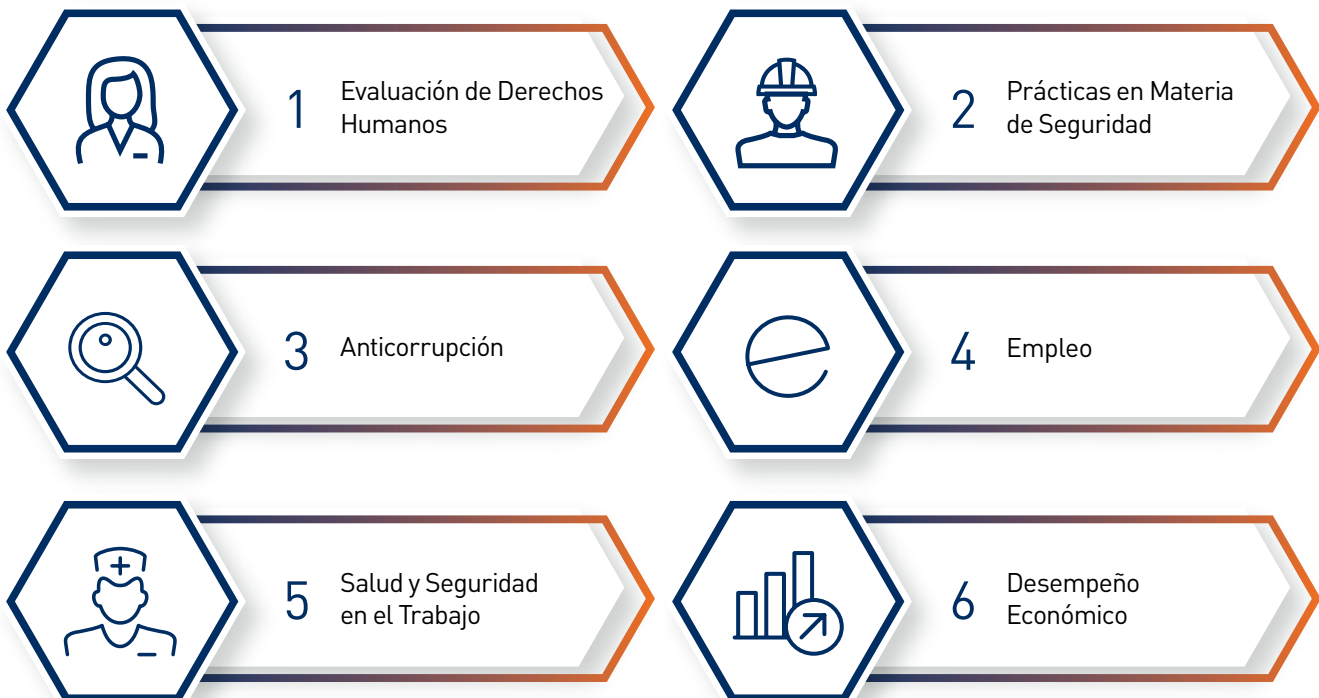 1 Evaluación de Derechos
Humanos
2 Prácticas en Materia
de Seguridad
3 Anticorrupción
4 Empleo
5 Salud y Seguridad
en el Trabajo
6 Desempeño
Económico